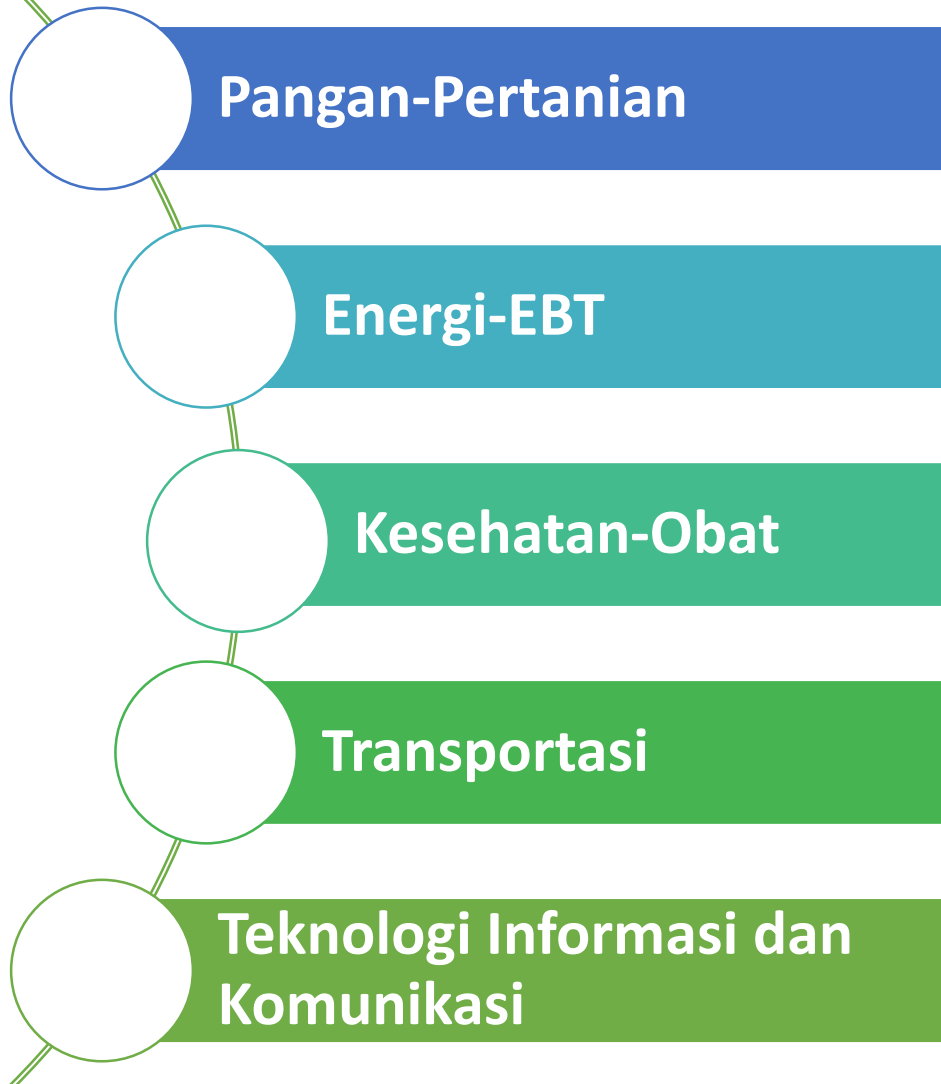 Pangan-Pertanian
Energi-EBT
Kesehatan-Obat
Transportasi
Teknologi Informasi dan
Komunikasi